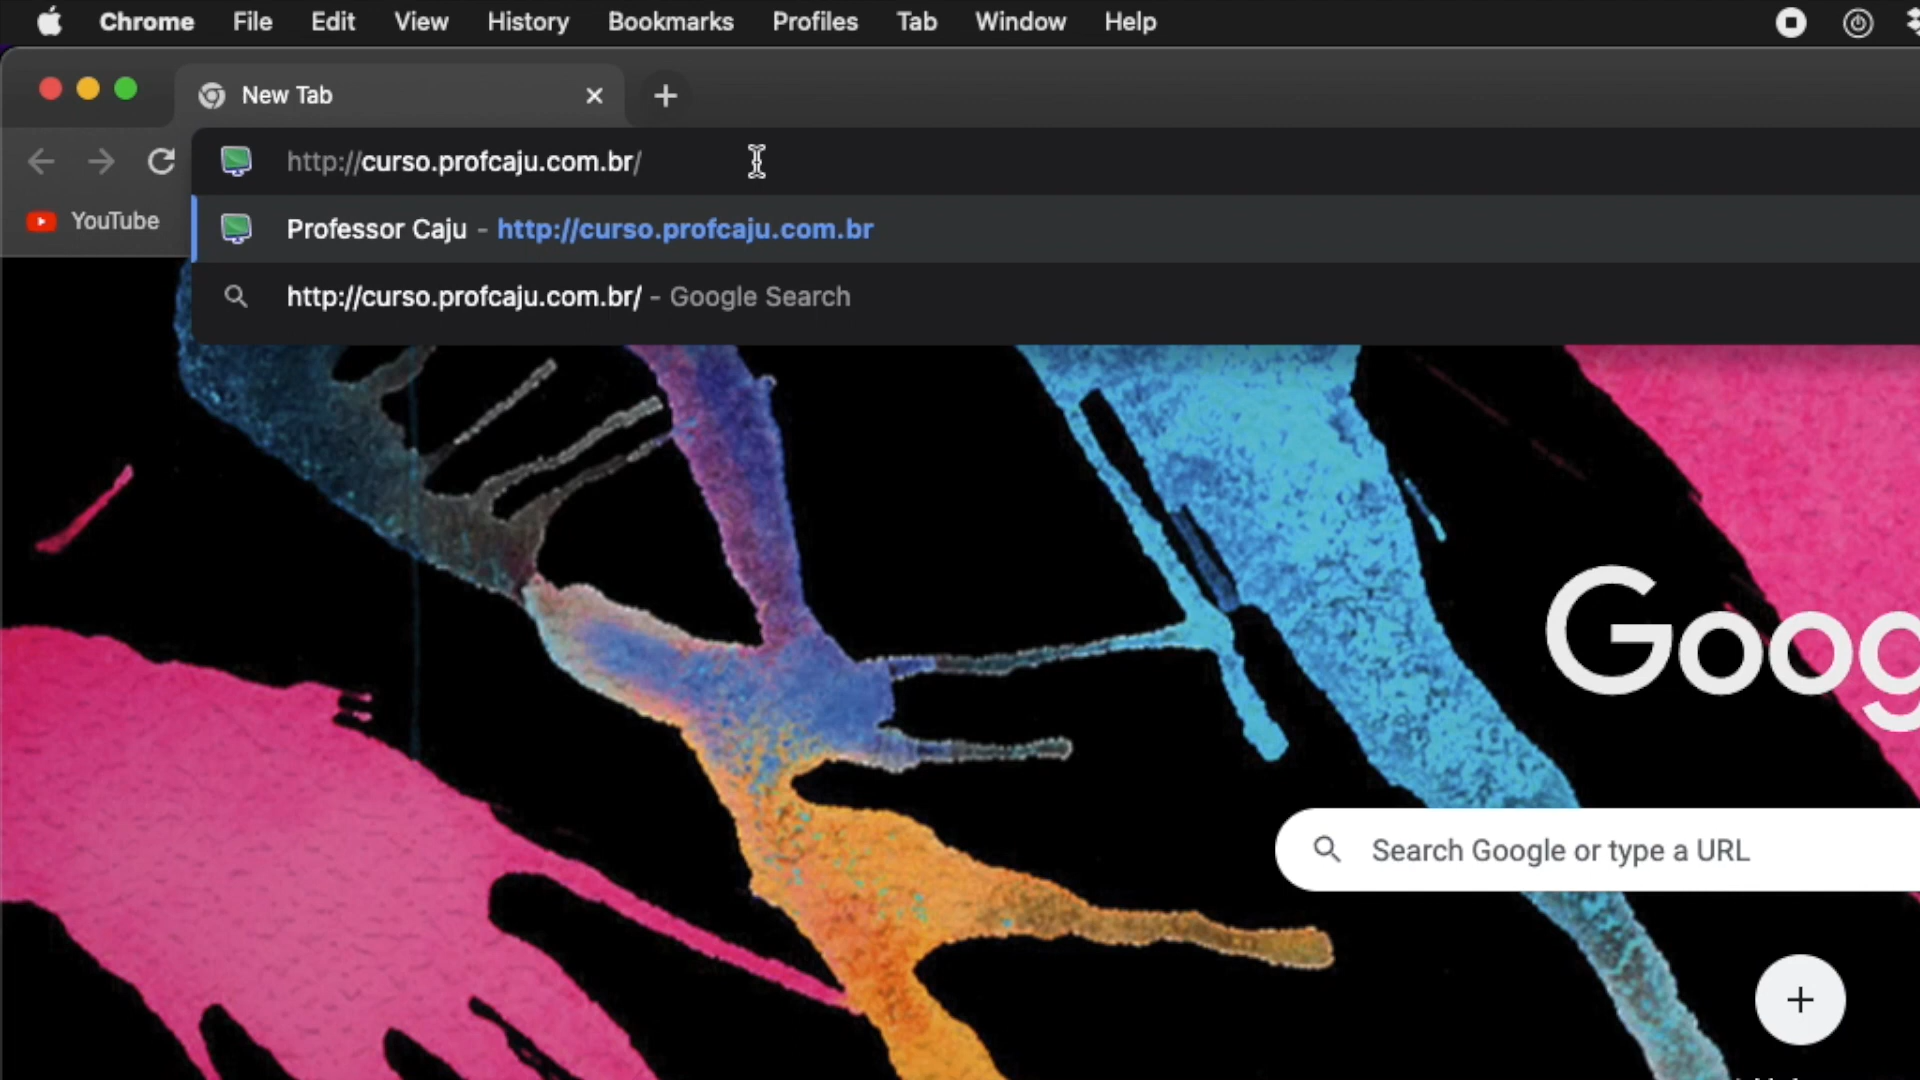 Chrome File Edit View History Bookmarks Profiles Tab Window Help
New Tab
http://curso.profcaju.com.br/
YouTube
Professor Caju - http://curso.profcaju.com.br
http://curso.profcaju.com.br/ - Google Search
Goog
Search Google or type a URL